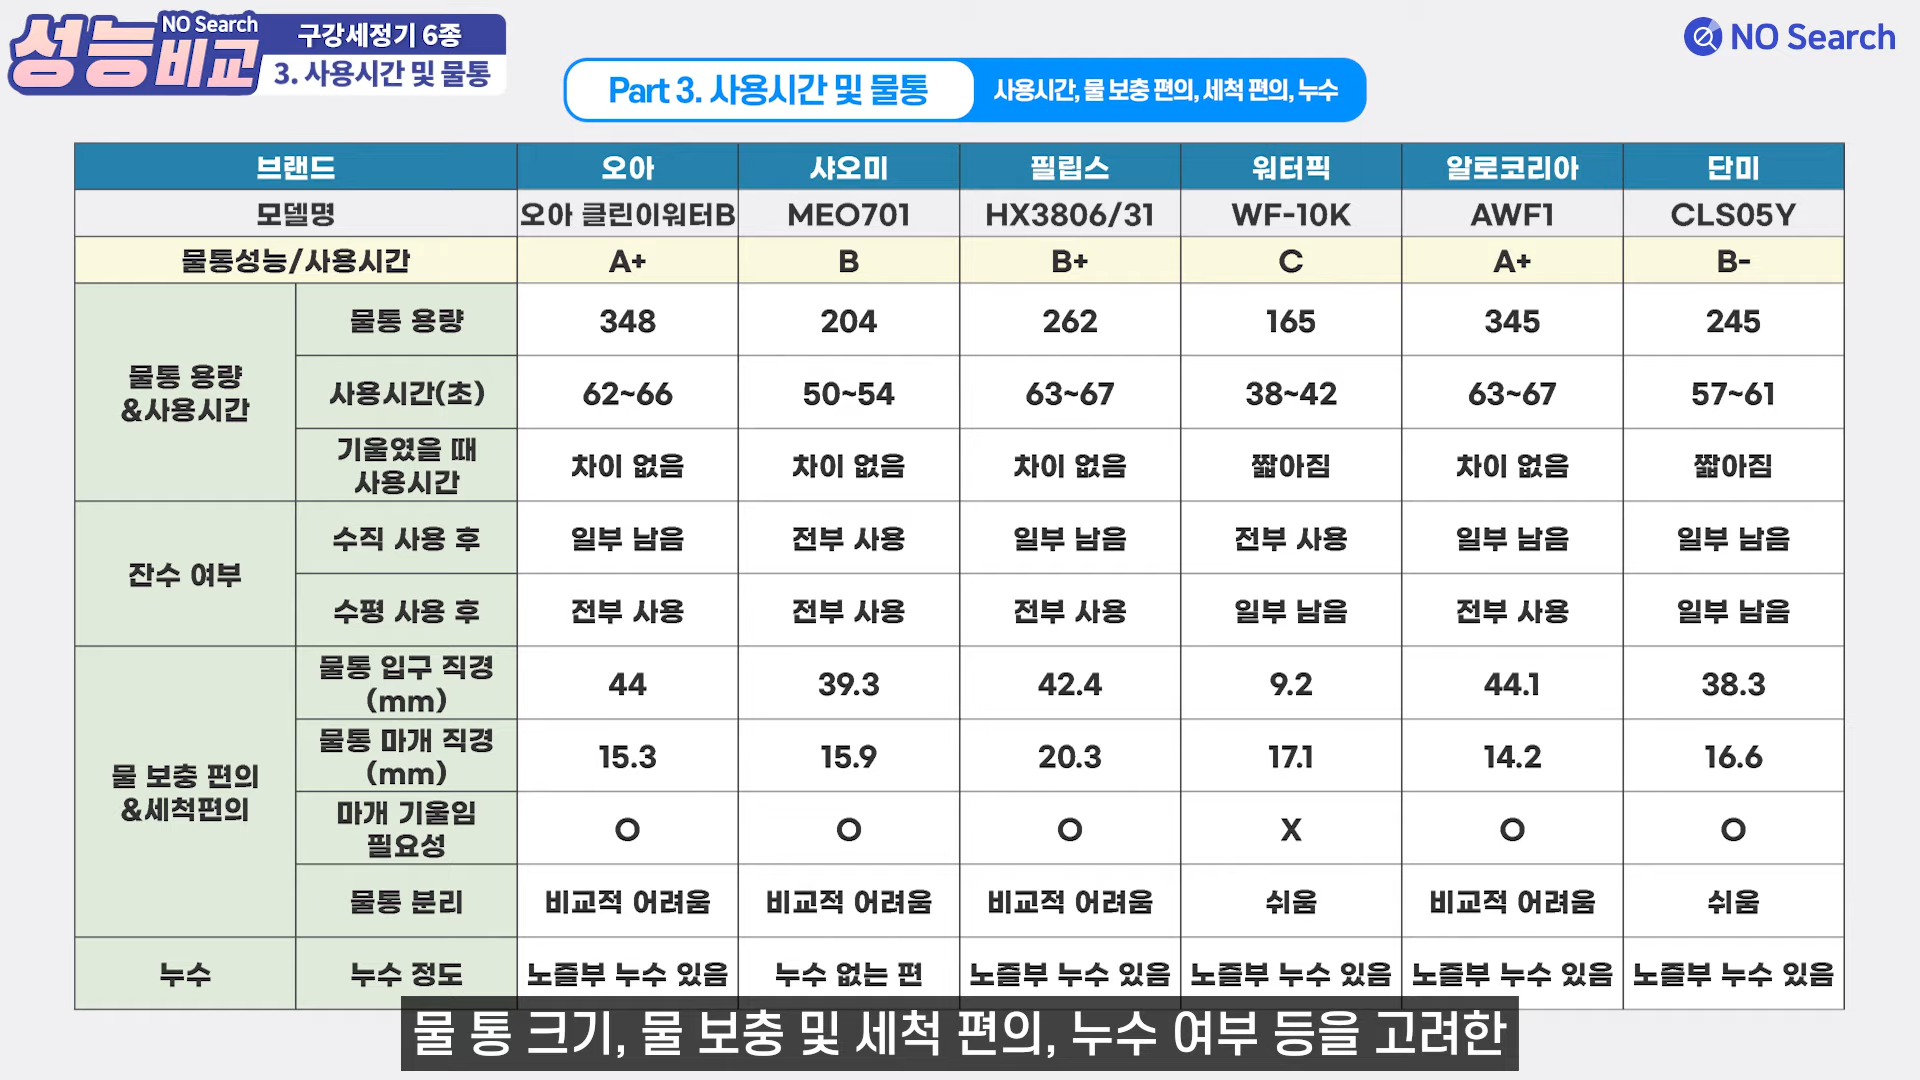 성능비교
NO Search
구강세정기 6종
3. 사용시간 및 물통
NO Search
Part 3. 사용시간 및 물통
사용시간, 물 보충 편의, 세척 편의, 누수
브랜드 오아 샤오미 필립스 워터픽 알로코리아 단미
모델명 오아 클린이워터B MEO701 HX3806/31 WF-10K AWF1 CLS05Y
물통성능/사용시간 A+ B B+ C A+ B-
물통 용량
&사용시간
물통 용량 348 204 262 165 345 245
사용시간(초) 62~66 50~54 63~67 38~42 63~67 57~61
기울였을 때
사용시간
차이 없음 차이 없음 차이 없음 짧아짐 차이 없음 짧아짐
잔수 여부
수직 사용 후 일부 남음 전부 사용 일부 남음 전부 사용 일부 남음 일부 남음
수평 사용 후 전부 사용 전부 사용 전부 사용 일부 남음 전부 사용 일부 남음
물 보충 편의
&세척편의
물통 입구 직경
(mm)
44 39.3 42.4 9.2 44.1 38.3
물통 마개 직경
(mm)
15.3 15.9 20.3 17.1 14.2 16.6
마개 기울임
필요성
O O O X O O
물통 분리 비교적 어려움 비교적 어려움 비교적 어려움 쉬움 비교적 어려움 쉬움
누수 누수 정도 노즐부 누수 있음 누수 없는 편 노즐부 누수 있음 노즐부 누수 있음 노즐부 누수 있음 노즐부 누수 있음
물 통 크기, 물 보충 및 세척 편의, 누수 여부 등을 고려한